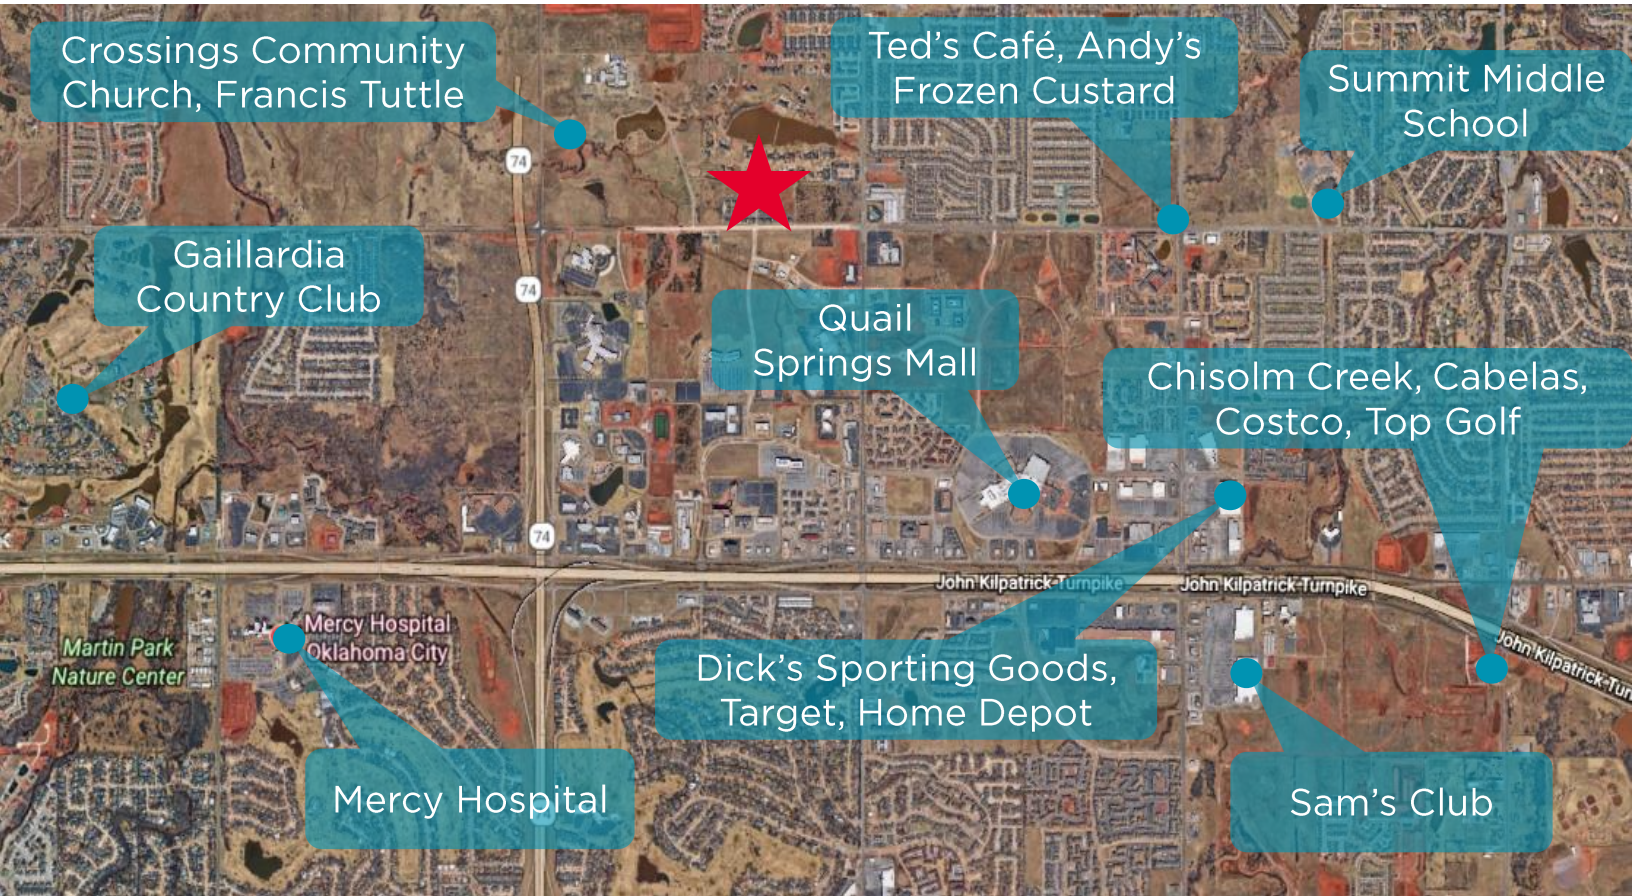 Crossings Community
Church, Francis Tuttle
Ted's Café, Andy's
Frozen Custard
Summit Middle
School
74
Gaillardia
Country Club
74
Quail
Springs Mall
Chisolm Creek, Cabelas,
Costco, Top Golf
74
John Kilpatrick Turnpike
John Kilpatrick Turnpike
Mercy Hospital
Oklahoma City
Martin Park
Nature Center
John Kilpatrick Tur
Dick's Sporting Goods,
Target, Home Depot
Mercy Hospital
Sam's Club